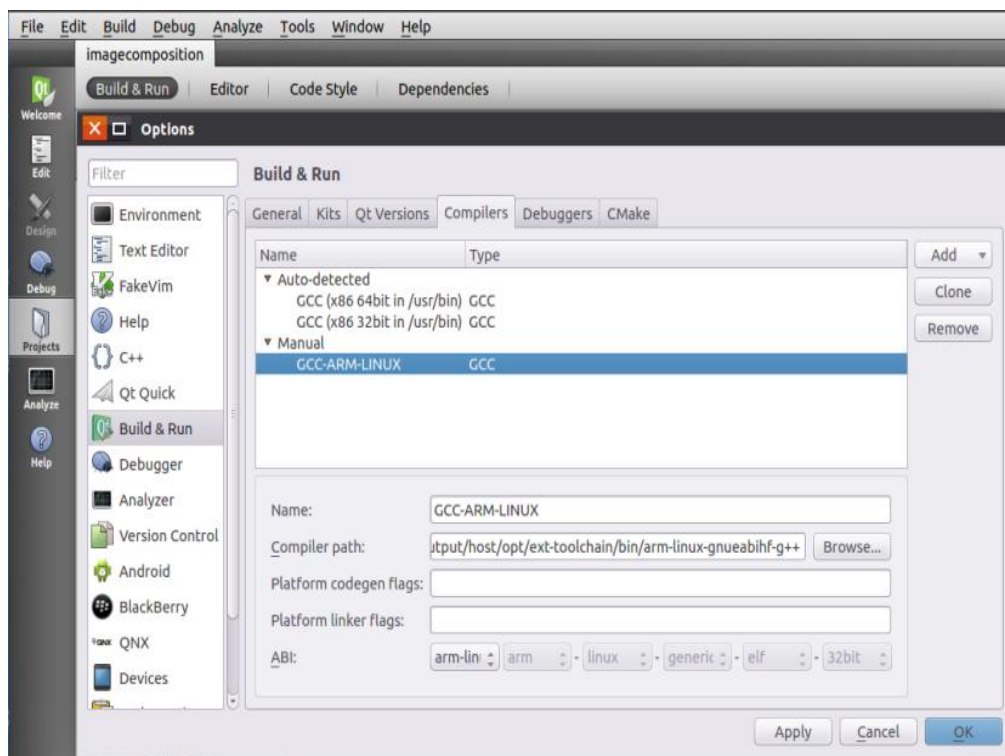 File Edit Build Debug Analyze Tools Window Help
imagecomposition
Build & Run Editor Code Style Dependencies
Welcome
Edit
Design
Debug
Projects
Analyze
Help
X Options
Filter
Environment
Text Editor
FakeVim
Help
C++
Qt Quick
Build & Run
Debugger
Analyzer
Version Control
Android
BlackBerry
QNX
Devices
Build & Run
General Kits Qt Versions Compilers Debuggers CMake
Name Type
Auto-detected
GCC (x86 64bit in /usr/bin) GCC
GCC (x86 32bit in /usr/bin) GCC
Manual
GCC-ARM-LINUX GCC
Add
Clone
Remove
Name: GCC-ARM-LINUX
Compiler path: utput/host/opt/ext-toolchain/bin/arm-linux-gnueabihf-g++ Browse...
Platform codegen flags:
Platform linker flags:
ABI: arm-lin arm - linux - generic - elf - 32bit
Apply Cancel OK